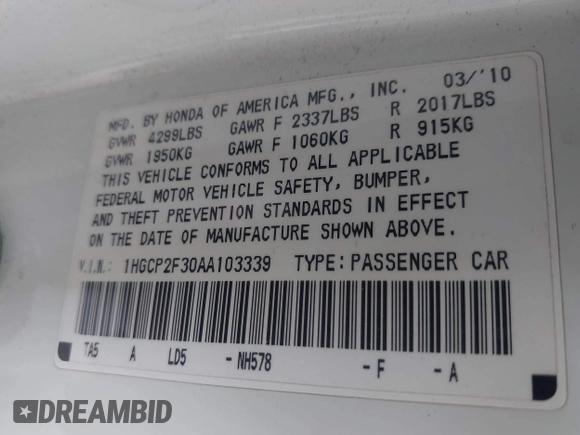 MFD. BY HONDA OF AMERICA MFG., INC. 03/'10
GVWR 4299LBS GAWR F 2337LBS R 2017LBS
GVWR 1950KG GAWR F 1060KG R 915KG
THIS VEHICLE CONFORMS TO ALL APPLICABLE
FEDERAL MOTOR VEHICLE SAFETY, BUMPER,
AND THEFT PREVENTION STANDARDS IN EFFECT
ON THE DATE OF MANUFACTURE SHOWN ABOVE.
V.I.N.: 1HGCP2F30AA103339 TYPE: PASSENGER CAR
TA5 A LD5 -NH578 -F -A
DREAMBID